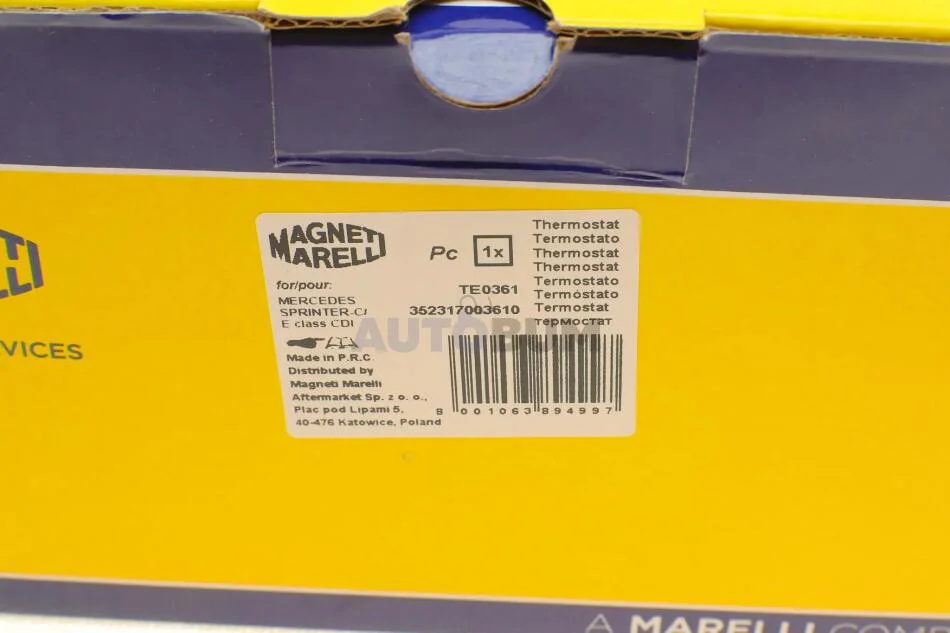 MAGNETI
MARELLI
Pc 1x
for/pour:
MERCEDES
SPRINTER-C/
E class CDI
TE0361
352317003610
Thermostat
Termostato
Thermostat
Thermostat
Termostato
Termóstato
Termostat
термостат
AUTOBUM
Made in P.R.C.
Distributed by
Magneti Marelli
Aftermarket Sp. z o. o.,
Plac pod Lipami 5,
40-476 Katowice, Poland
8 001063 894997
VICES
A MARELLI